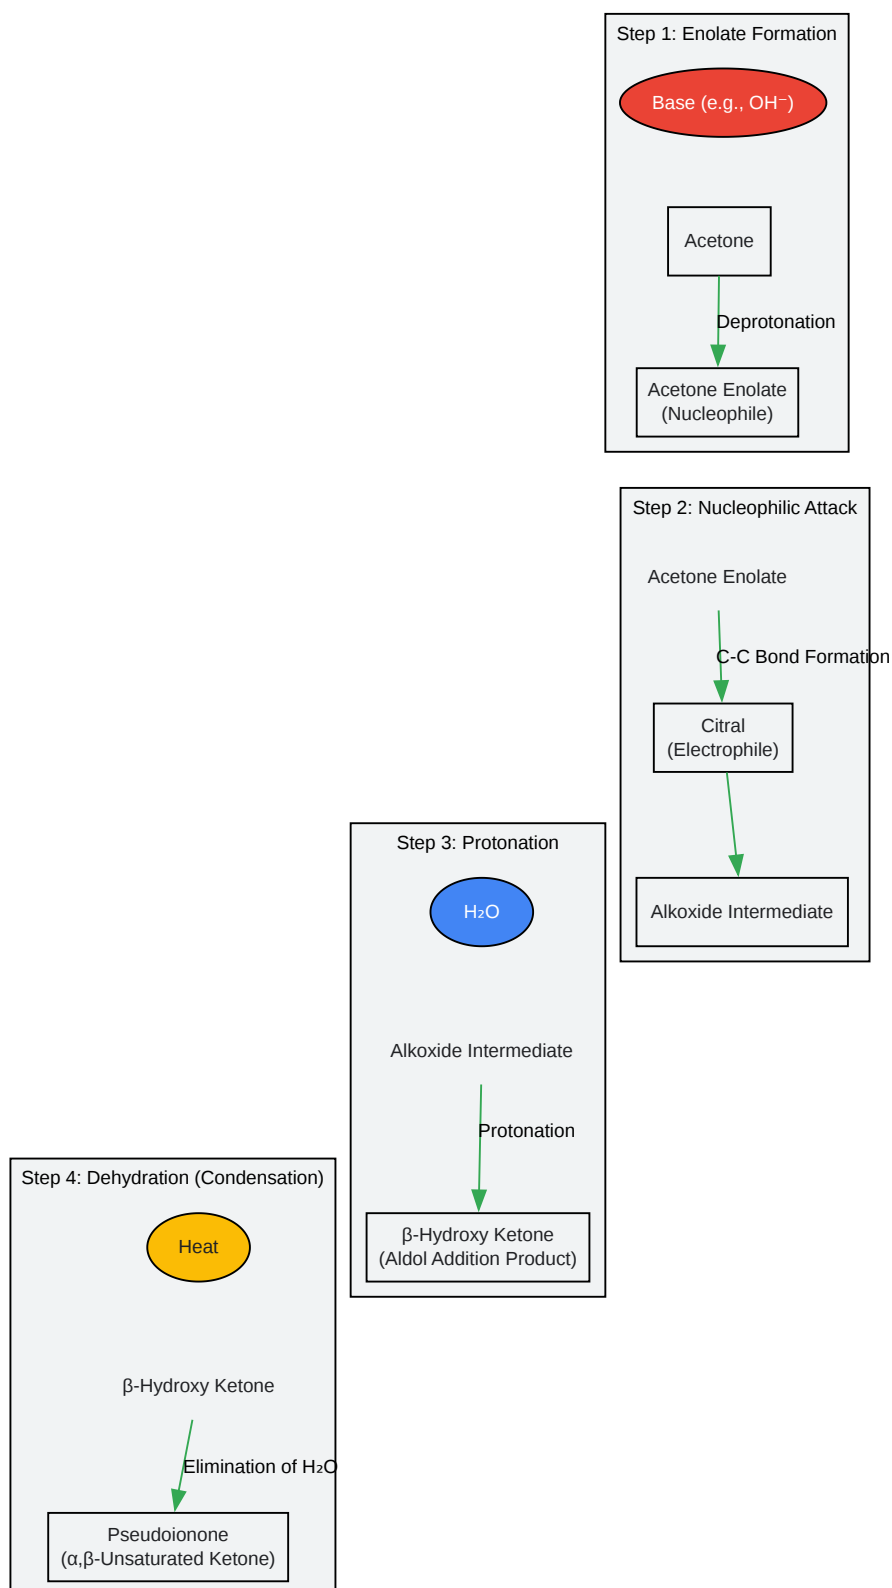 Step 1: Enolate Formation
Base (e.g., OH⁻)
Acetone
Deprotonation
Acetone Enolate
(Nucleophile)
Step 2: Nucleophilic Attack
Acetone Enolate
C-C Bond Formation
Citral
(Electrophile)
Alkoxide Intermediate
Step 3: Protonation
H₂O
Alkoxide Intermediate
Protonation
β-Hydroxy Ketone
(Aldol Addition Product)
Step 4: Dehydration (Condensation)
Heat
β-Hydroxy Ketone
Elimination of H₂O
Pseudoionone
(α,β-Unsaturated Ketone)